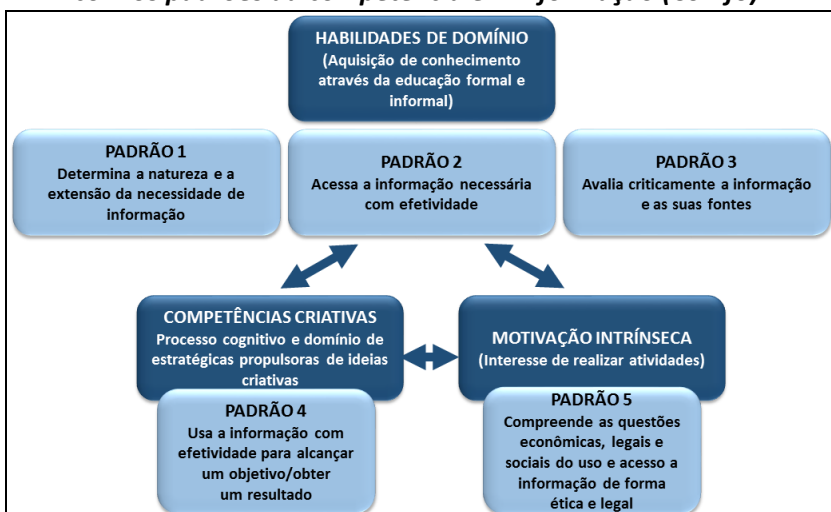 HABILIDADES DE DOMÍNIO
(Aquisição de conhecimento
através da educação formal e
informal)
PADRÃO 1
Determina a natureza e a
extensão da necessidade de
informação
PADRÃO 2
Acessa a informação necessária
com efetividade
PADRÃO 3
Avalia criticamente a informação
e as suas fontes
COMPETÊNCIAS CRIATIVAS
Processo cognitivo e domínio de
estratégicas propulsoras de ideias
criativas
MOTIVAÇÃO INTRÍNSECA
(Interesse de realizar atividades)
PADRÃO 4
Usa a informação com
efetividade para alcançar
um objetivo/obter
um resultado
PADRÃO 5
Compreende as questões
econômicas, legais e
sociais do uso e acesso a
informação de forma
ética e legal